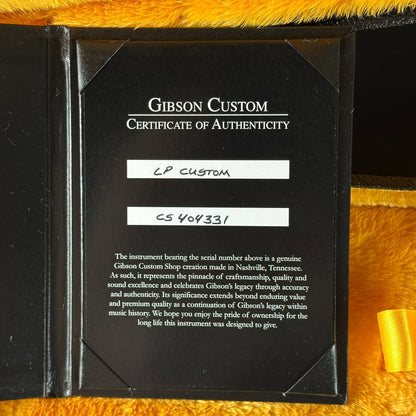 GIBSON CUSTOM
CERTIFICATE OF AUTHENTICITY
LP CUSTOM
CS 404331
The instrument bearing the serial number above is a genuine
Gibson Custom Shop creation made in Nashville, Tennessee.
As such, it represents the pinnacle of craftsmanship, quality and
sound excellence and celebrates Gibson's legacy through accuracy
and authenticity. Its significance extends beyond enduring value
and premium quality as a continuation of Gibson's legacy within
music history. We hope you enjoy the pride of ownership for the
long life this instrument was designed to give.